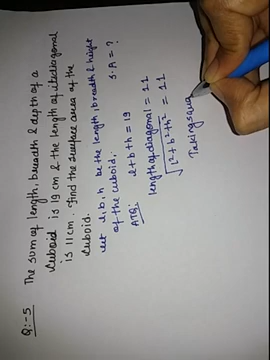 Q:-5 The sum of length, breadth & depth of a
cuboid is 19 cm & the length of its diagonal
is 11 cm. Find the surface area of the
cuboid.
let l, b, h be the length, breadth & height
of the cuboid,
S.A = ?
ATQ:
l+b+h = 19
length of diagonal = 11
√l²+b²+h² = 11
Taking squa